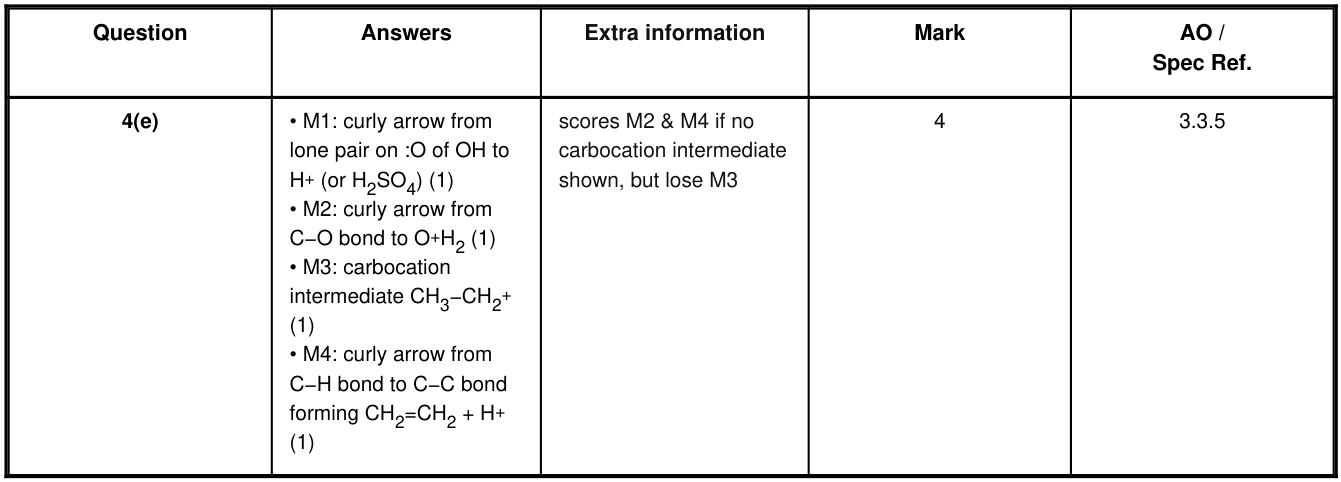 Question Answers Extra information Mark AO /
Spec Ref.
4(e)
• M1: curly arrow from
lone pair on :O of OH to
H+ (or H2SO4) (1)
• M2: curly arrow from
C–O bond to O+H2 (1)
• M3: carbocation
intermediate CH3–CH2+
(1)
• M4: curly arrow from
C–H bond to C–C bond
forming CH2=CH2 + H+
(1)
scores M2 & M4 if no
carbocation intermediate
shown, but lose M3
4
3.3.5